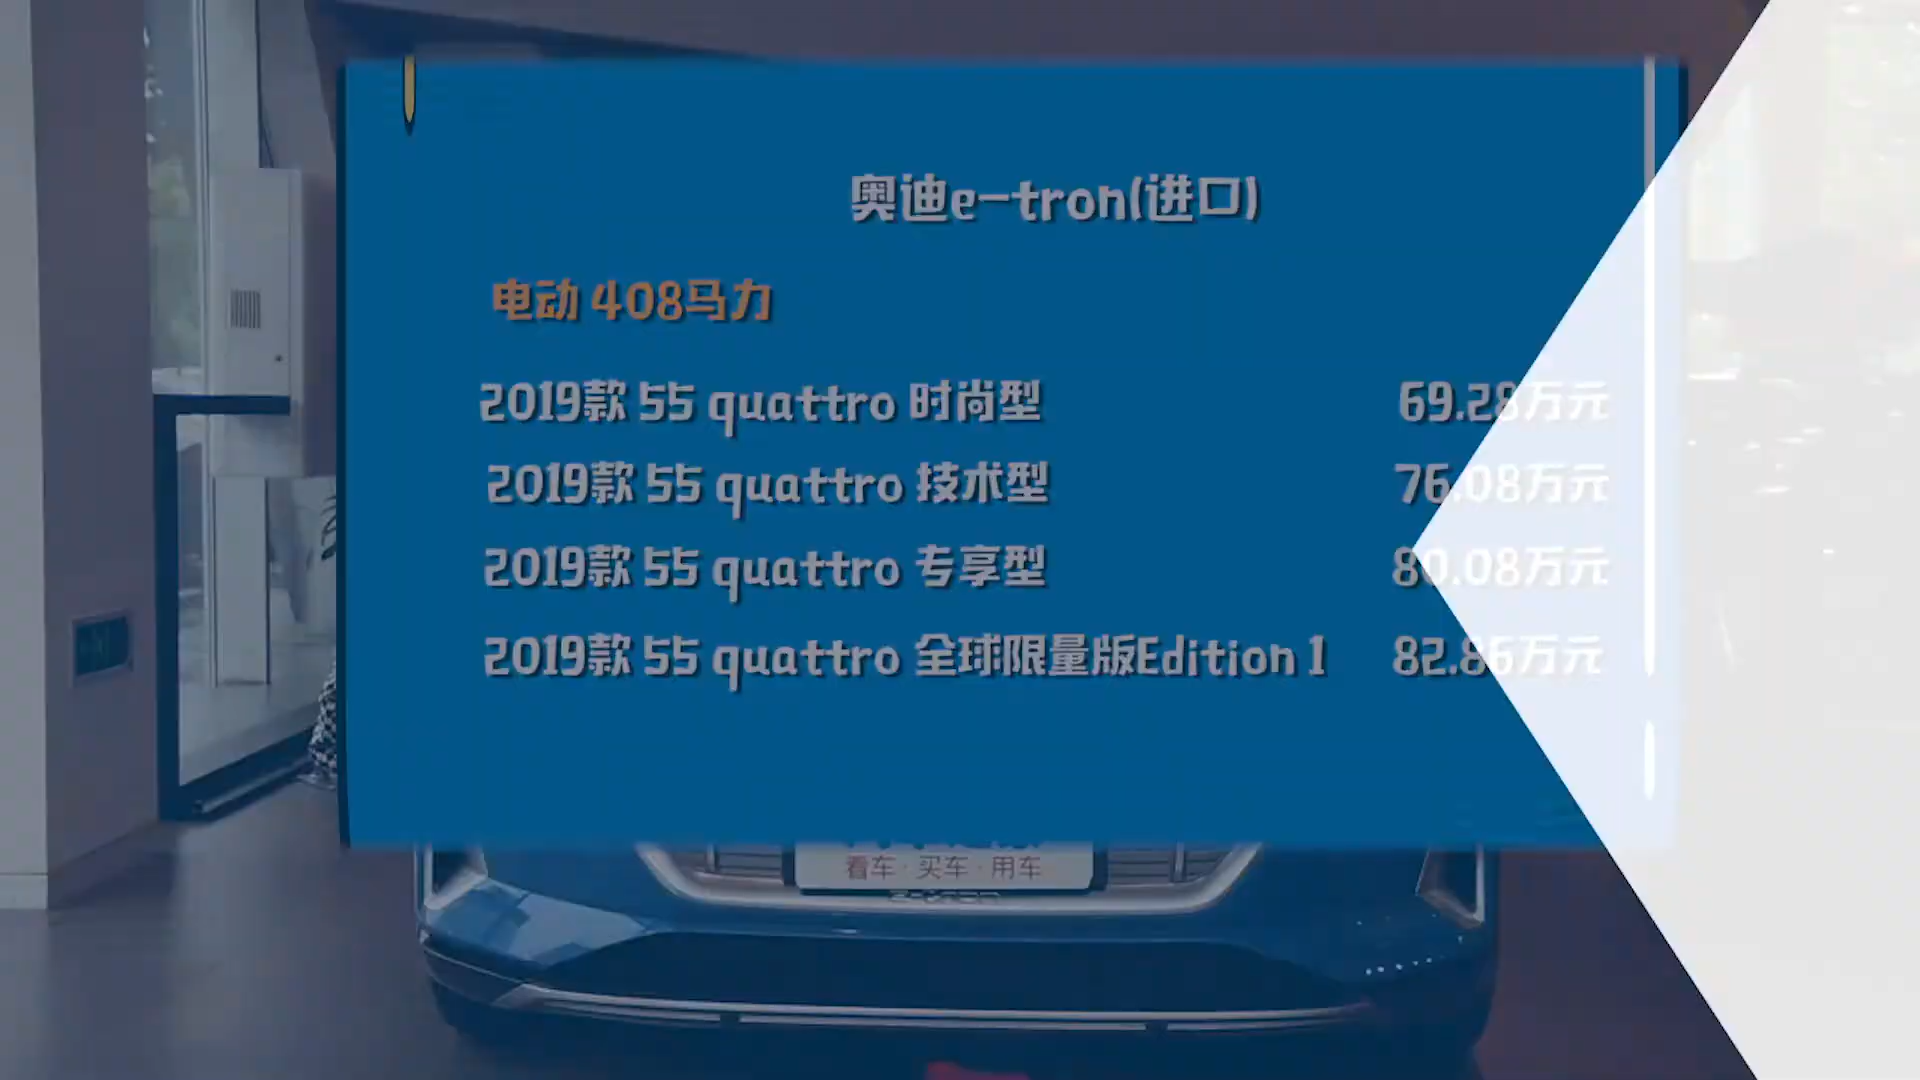 奥迪e-tron(进口)
电动 408马力
2019款 55 quattro 时尚型 69.28万元
2019款 55 quattro 技术型 76.08万元
2019款 55 quattro 专享型 80.08万元
2019款 55 quattro 全球限量版Edition 1 82.86万元
看车·买车·用车